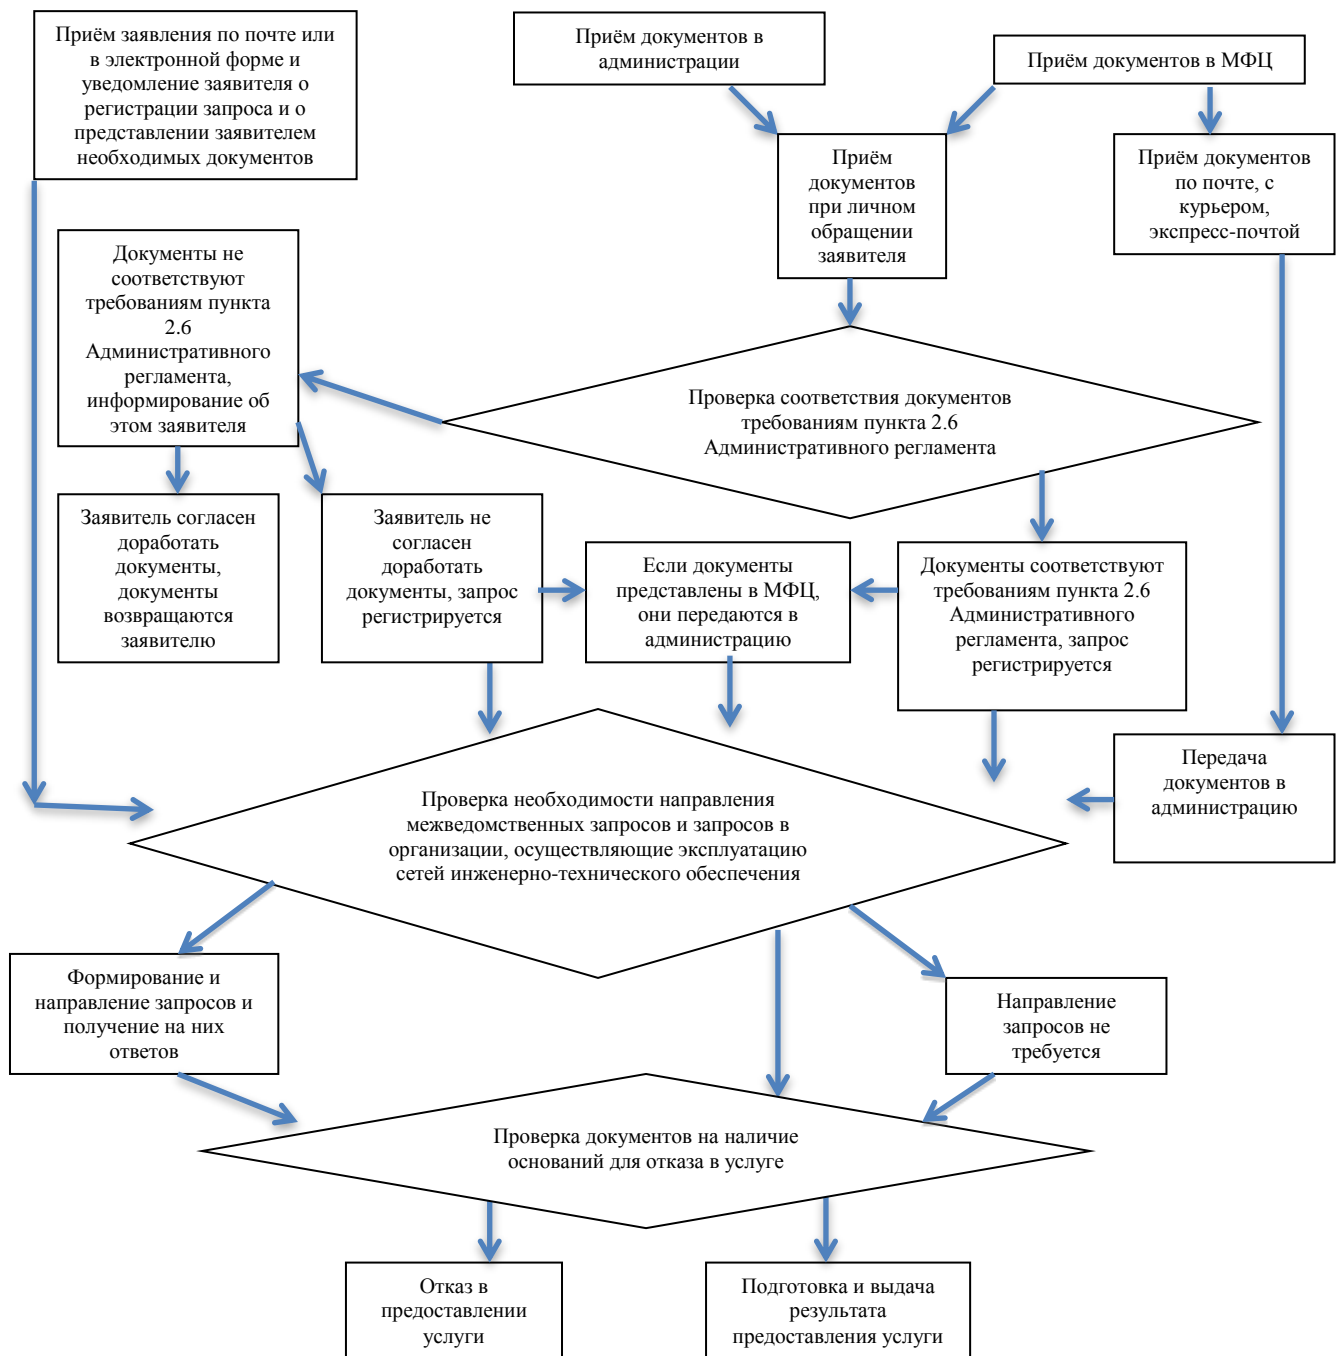 Приём заявления по почте или
в электронной форме и
уведомление заявителя о
регистрации запроса и о
представлении заявителем
необходимых документов
Приём документов в
администрации
Приём документов в МФЦ
Приём
документов
при личном
обращении
заявителя
Приём документов
по почте, с
курьером,
экспресс-почтой
Документы не
соответствуют
требованиям пункта
2.6
Административного
регламента,
информирование об
этом заявителя
Проверка соответствия документов
требованиям пункта 2.6
Административного регламента
Заявитель согласен
доработать
документы,
документы
возвращаются
заявителю
Заявитель не
согласен
доработать
документы, запрос
регистрируется
Если документы
представлены в МФЦ,
они передаются в
администрацию
Документы соответствуют
требованиям пункта 2.6
Административного
регламента, запрос
регистрируется
Передача
документов в
администрацию
Проверка необходимости направления
межведомственных запросов и запросов в
организации, осуществляющие эксплуатацию
сетей инженерно-технического обеспечения
Формирование и
направление запросов и
получение на них
ответов
Направление
запросов не
требуется
Проверка документов на наличие
оснований для отказа в услуге
Отказ в
предоставлении
услуги
Подготовка и выдача
результата
предоставления услуги